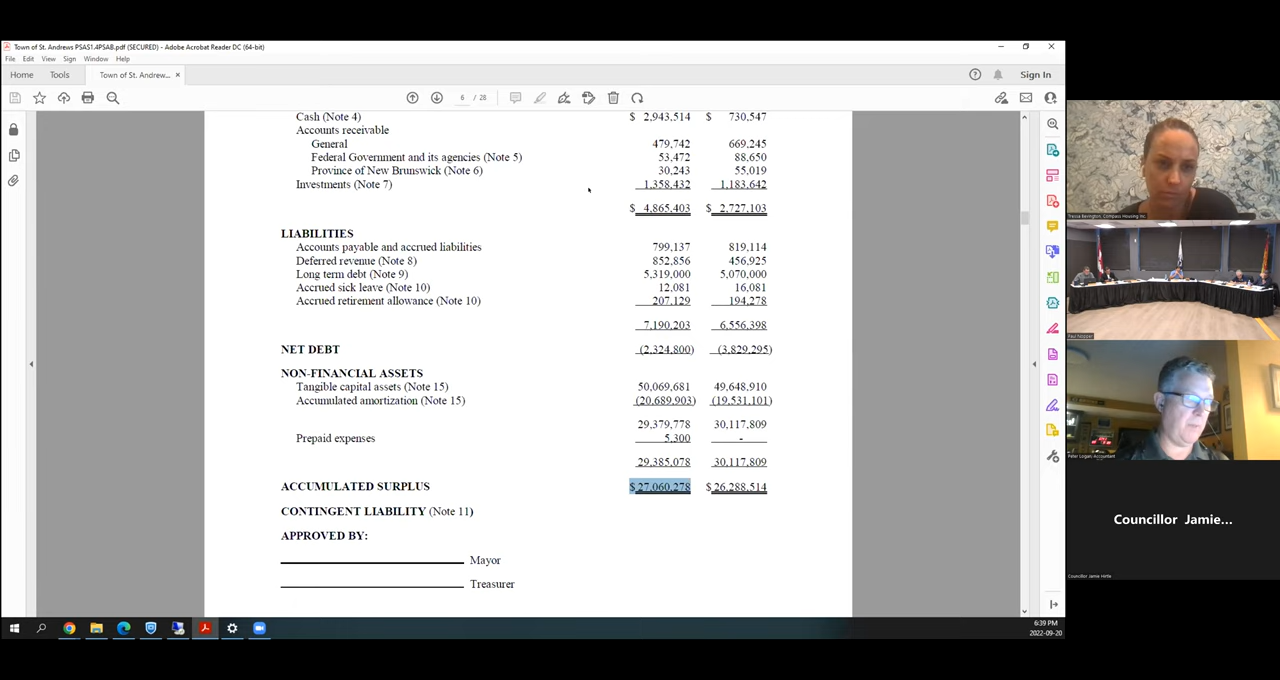 Town of St. Andrews PSAS1.4PSAB.pdf (SECURED) - Adobe Acrobat Reader DC (64-bit)
File Edit View Sign Window Help
Home Tools Town of St. Andrew... × Sign In
6 / 28
Cash (Note 4) $ 2,943,514 $ 730,547
Accounts receivable
General 479,742 669,245
Federal Government and its agencies (Note 5) 53,472 88,650
Province of New Brunswick (Note 6) 30,243 55,019
Investments (Note 7) 1,358,432 1,183,642
$ 4,865,403 $ 2,727,103
LIABILITIES
Accounts payable and accrued liabilities 799,137 819,114
Deferred revenue (Note 8) 852,856 456,925
Long term debt (Note 9) 5,319,000 5,070,000
Accrued sick leave (Note 10) 12,081 16,081
Accrued retirement allowance (Note 10) 207,129 194,278
7,190,203 6,556,398
NET DEBT (2,324,800) (3,829,295)
NON-FINANCIAL ASSETS
Tangible capital assets (Note 15) 50,069,681 49,648,910
Accumulated amortization (Note 15) (20,689,903) (19,531,101)
29,379,778 30,117,809
Prepaid expenses 5,300 -
29,385,078 30,117,809
ACCUMULATED SURPLUS $ 27,060,278 $ 26,288,514
CONTINGENT LIABILITY (Note 11)
APPROVED BY:
Mayor
Treasurer
6:39 PM
2022-09-20
Compass Housing Inc.
Peter Logan| Accountant
Councillor Jamie...
Councillor Jamie Hirtle